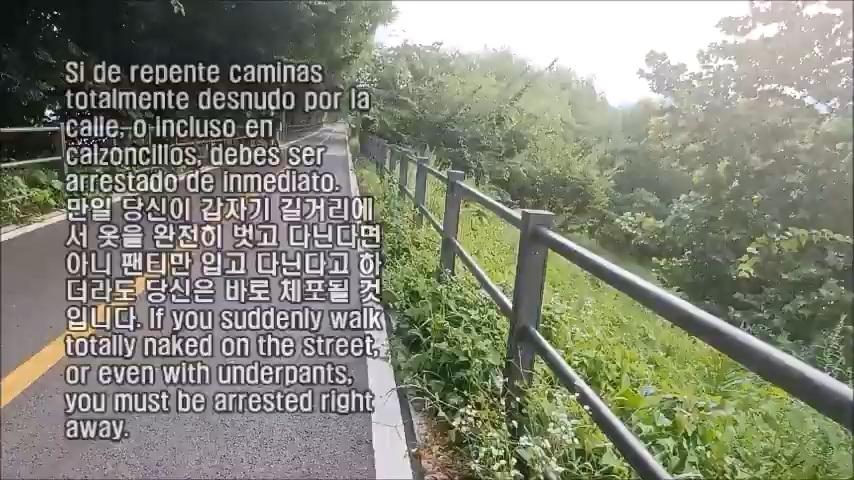 Si de repente caminas
totalmente desnudo por la
calle, o incluso en
calzoncillos, debes ser
arrestado de inmediato.
만일 당신이 갑자기 길거리에
서 옷을 완전히 벗고 다닌다면
아니 팬티만 입고 다닌다고 하
더라도 당신은 바로 체포될 것
입니다. If you suddenly walk
totally naked on the street,
or even with underpants,
you must be arrested right
away.